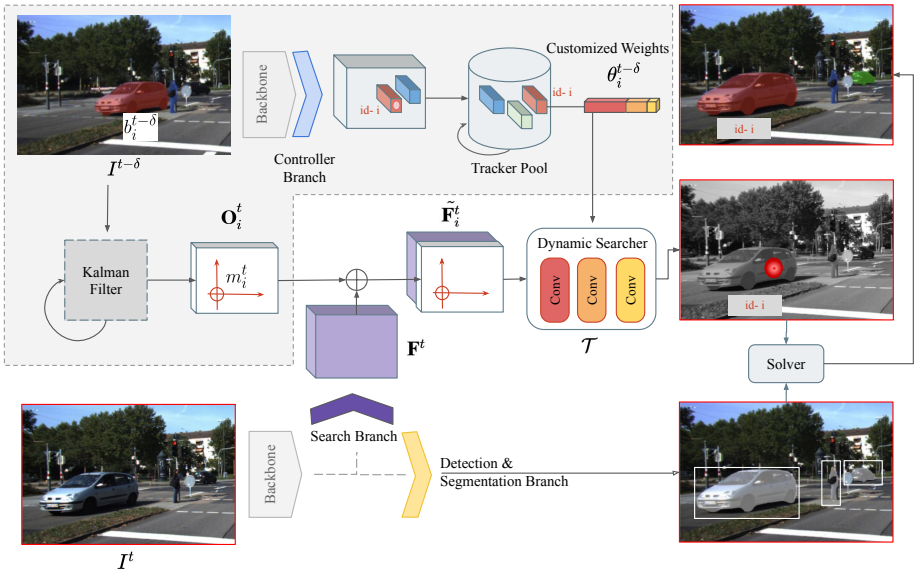 b_i^{t-δ}
I^{t-δ}
Backbone
Controller
Branch
id- i
Tracker Pool
id- i
Customized Weights
θ_i^{t-δ}
id- i
Kalman
Filter
O_i^t
m_i^t
F̃_i^t
F^t
Dynamic Searcher
Conv
Conv
Conv
𝒯
id- i
Solver
I^t
Backbone
Search Branch
Detection &
Segmentation Branch